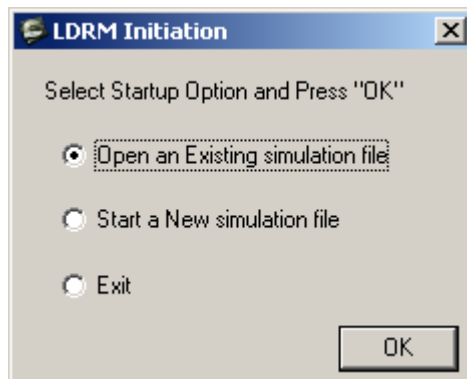 LDRM Initiation
Select Startup Option and Press "OK"
Open an Existing simulation file
Start a New simulation file
Exit
OK